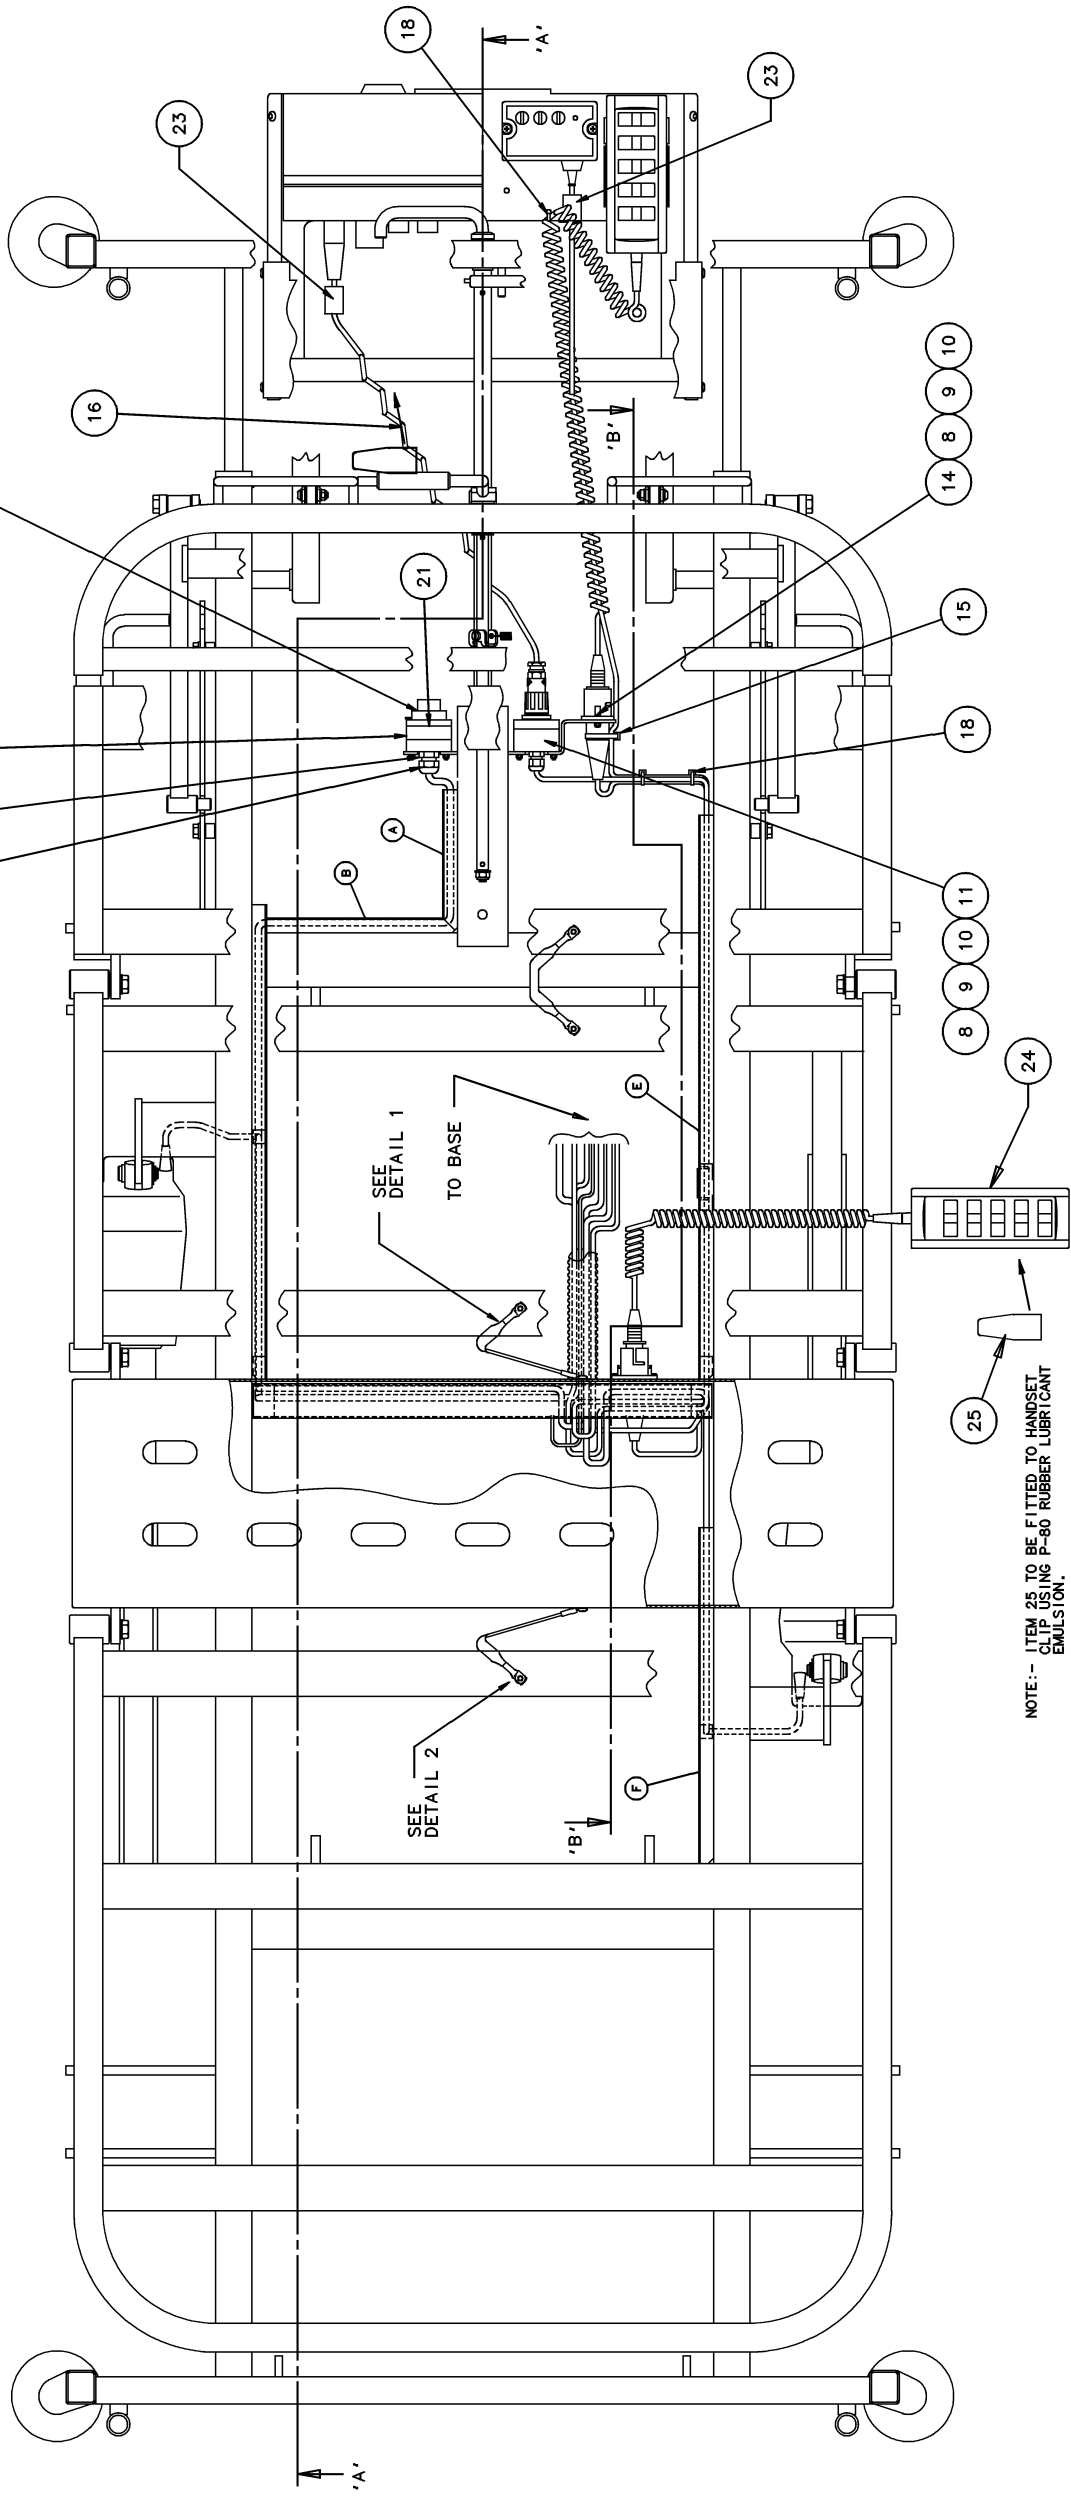 18
'A'
23
23
16
'B'
10
9
8
14
21
15
18
A
B
11
10
9
8
E
24
SEE
DETAIL 1
TO BASE
25
NOTE:- ITEM 25 TO BE FITTED TO HANDSET
CLIP USING P-80 RUBBER LUBRICANT
EMULSION.
SEE
DETAIL 2
F
'B'
'A'